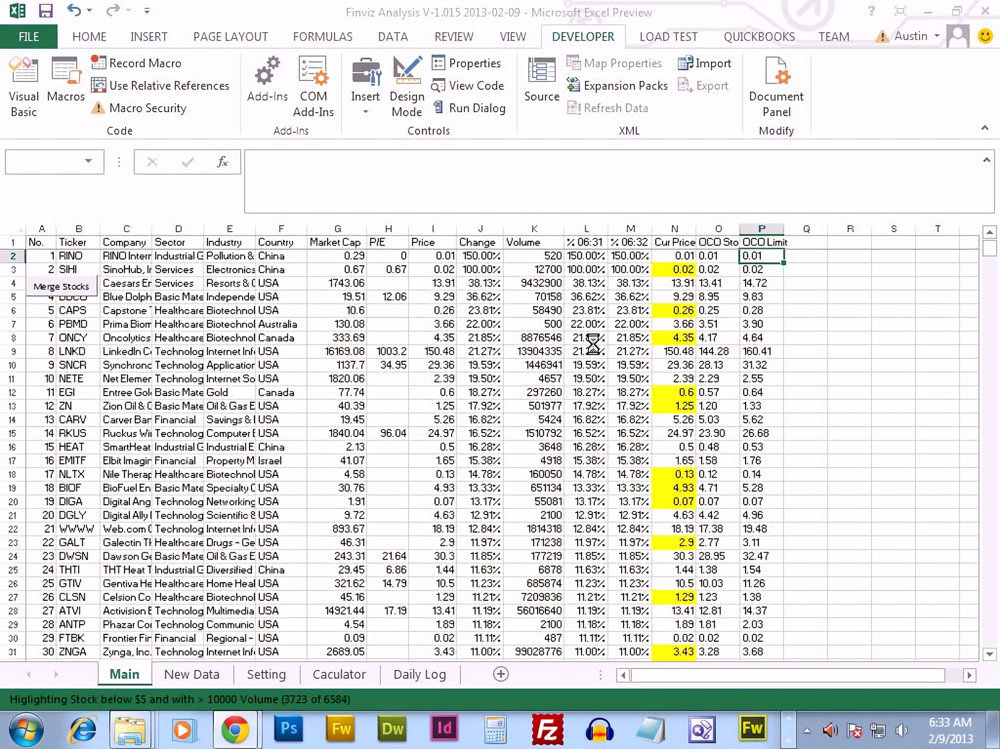 Finviz Analysis V-1.015 2013-02-09 - Microsoft Excel Preview
FILE HOME INSERT PAGE LAYOUT FORMULAS DATA REVIEW VIEW DEVELOPER LOAD TEST QUICKBOOKS TEAM Austin
Visual Basic
Macros
Record Macro
Use Relative References
Macro Security
Code
Add-Ins
COM Add-Ins
Add-Ins
Insert
Design Mode
Properties
View Code
Run Dialog
Controls
Source
Map Properties
Expansion Packs
Refresh Data
Import
Export
XML
Document Panel
Modify
fx
A B C D E F G H I J K L M N O P Q R S T
1 No. Ticker Company Sector Industry Country Market Cap P/E Price Change Volume % 06:31 % 06:32 Cur Price OCO Sto OCO Limit
2 1 RINO RINO Intern Industrial G Pollution & China 0.29 0 0.01 150.00% 520 150.00% 150.00% 0.01 0.01 0.01
3 2 SIHI SinoHub, Ir Services Electronics China 0.67 0.67 0.02 100.00% 12700 100.00% 100.00% 0.02 0.02 0.02
4 Merge Stocks Caesars Er Services Resorts & C USA 1743.06 13.91 38.13% 9432900 38.13% 38.13% 13.91 13.41 14.72
5 Blue Dolph Basic Mate Independe USA 19.51 12.06 9.29 36.62% 70158 36.62% 36.62% 9.29 8.95 9.83
6 5 CAPS Capstone Healthcare Biotechnol USA 10.6 0.26 23.81% 58490 23.81% 23.81% 0.26 0.25 0.28
7 6 PBMD Prima Biom Healthcare Biotechnol Australia 130.08 3.66 22.00% 500 22.00% 22.00% 3.66 3.51 3.90
8 7 ONCY Oncolytics Healthcare Biotechnol Canada 333.69 4.35 21.85% 8876546 21.85% 4.35 4.17 4.64
9 8 LNKD LinkedIn C Technolog Internet Inf USA 16169.08 1003.2 150.48 21.27% 13904335 21.27% 150.48 144.28 160.41
10 9 SNCR Synchronc Technolog Application USA 1137.7 34.95 29.36 19.59% 1446941 19.59% 19.59% 29.36 28.13 31.32
11 10 NETE Net Elemer Technolog Internet So USA 1820.06 2.39 19.50% 4657 19.50% 19.50% 2.39 2.29 2.55
12 11 EGI Entree Gol Basic Mate Gold Canada 77.74 0.6 18.27% 297260 18.27% 18.27% 0.6 0.57 0.64
13 12 ZN Zion Oil & G Basic Mate Oil & Gas E USA 40.39 1.25 17.92% 501977 17.92% 17.92% 1.25 1.20 1.33
14 13 CARV Carver Bar Financial Savings & USA 19.45 5.26 16.82% 5424 16.82% 16.82% 5.26 5.03 5.62
15 14 RKUS Ruckus Wi Technolog Computer USA 1840.04 96.04 24.97 16.52% 1510792 16.52% 16.52% 24.97 23.90 26.68
16 15 HEAT SmartHeat Industrial G Industrial E China 2.13 0.5 16.28% 3648 16.28% 16.28% 0.5 0.48 0.53
17 16 EMITF Elbit Imagir Financial Property M Israel 41.07 1.65 15.38% 4918 15.38% 15.38% 1.65 1.58 1.76
18 17 NLTX Nile Therap Healthcare Biotechnol USA 4.58 0.13 14.78% 160050 14.78% 14.78% 0.13 0.12 0.14
19 18 BIOF BioFuel En Basic Mate Specialty C USA 30.76 4.93 13.33% 651134 13.33% 13.33% 4.93 4.71 5.28
20 19 DIGA Digital Ang Technolog Networking USA 1.91 0.07 13.17% 55081 13.17% 13.17% 0.07 0.07 0.07
21 20 DGLY Digital Ally Technolog Scientific & USA 9.72 4.63 12.91% 2100 12.91% 12.91% 4.63 4.42 4.96
22 21 WWWW Web.com Technolog Internet Inf USA 893.67 18.19 12.84% 1814318 12.84% 12.84% 18.19 17.38 19.48
23 22 GALT Galectin Th Healthcare Drugs - Ge USA 46.31 2.9 11.97% 171238 11.97% 11.97% 2.9 2.77 3.11
24 23 DWSN Dawson Ge Basic Mate Oil & Gas E USA 243.31 21.64 30.3 11.85% 177219 11.85% 11.85% 30.3 28.95 32.47
25 24 THTI THT Heat T Industrial G Diversified China 29.45 6.86 1.44 11.63% 6878 11.63% 11.63% 1.44 1.38 1.54
26 25 GTIV Gentiva He Healthcare Home Heal USA 321.62 14.79 10.5 11.23% 685874 11.23% 11.23% 10.5 10.03 11.26
27 26 CLSN Celsion Co Healthcare Biotechnol USA 45.16 1.29 11.21% 7209836 11.21% 11.21% 1.29 1.23 1.38
28 27 ATVI Activision E Technolog Multimedia USA 14921.44 17.19 13.41 11.19% 56016640 11.19% 11.19% 13.41 12.81 14.37
29 28 ANTP Phazar Cor Technolog Communic USA 4.54 1.89 11.18% 2100 11.18% 11.18% 1.89 1.81 2.03
30 29 FTBK Frontier Fir Financial Regional - USA 0.09 0.02 11.11% 487 11.11% 11.11% 0.02 0.02 0.02
31 30 ZNGA Zynga, Inc. Technolog Internet Inf USA 2689.05 3.43 11.00% 99028776 11.00% 11.00% 3.43 3.28 3.68
Main New Data Setting Caculator Daily Log
Higlighting Stock below $5 and with > 10000 Volume (3723 of 6584)
Ps Fw Dw Id Fz Fw
6:33 AM
2/9/2013